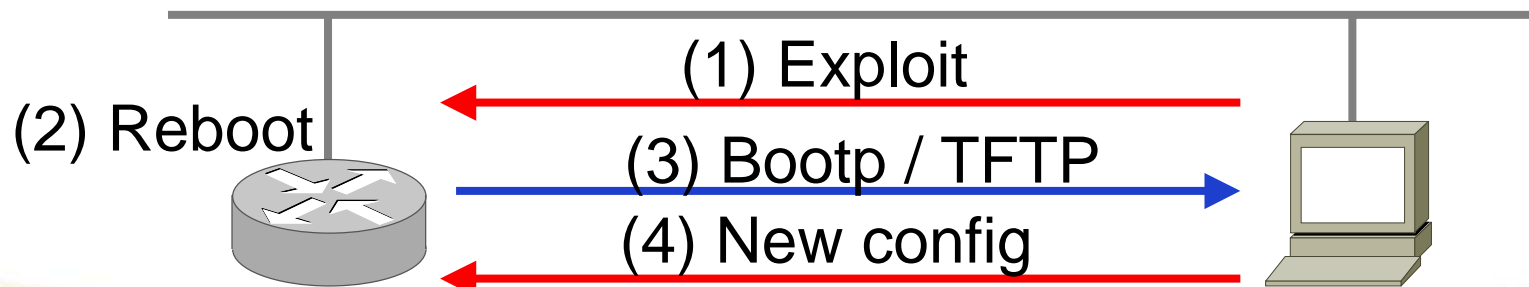 (1) Exploit
(2) Reboot
(3) Bootp / TFTP
(4) New config